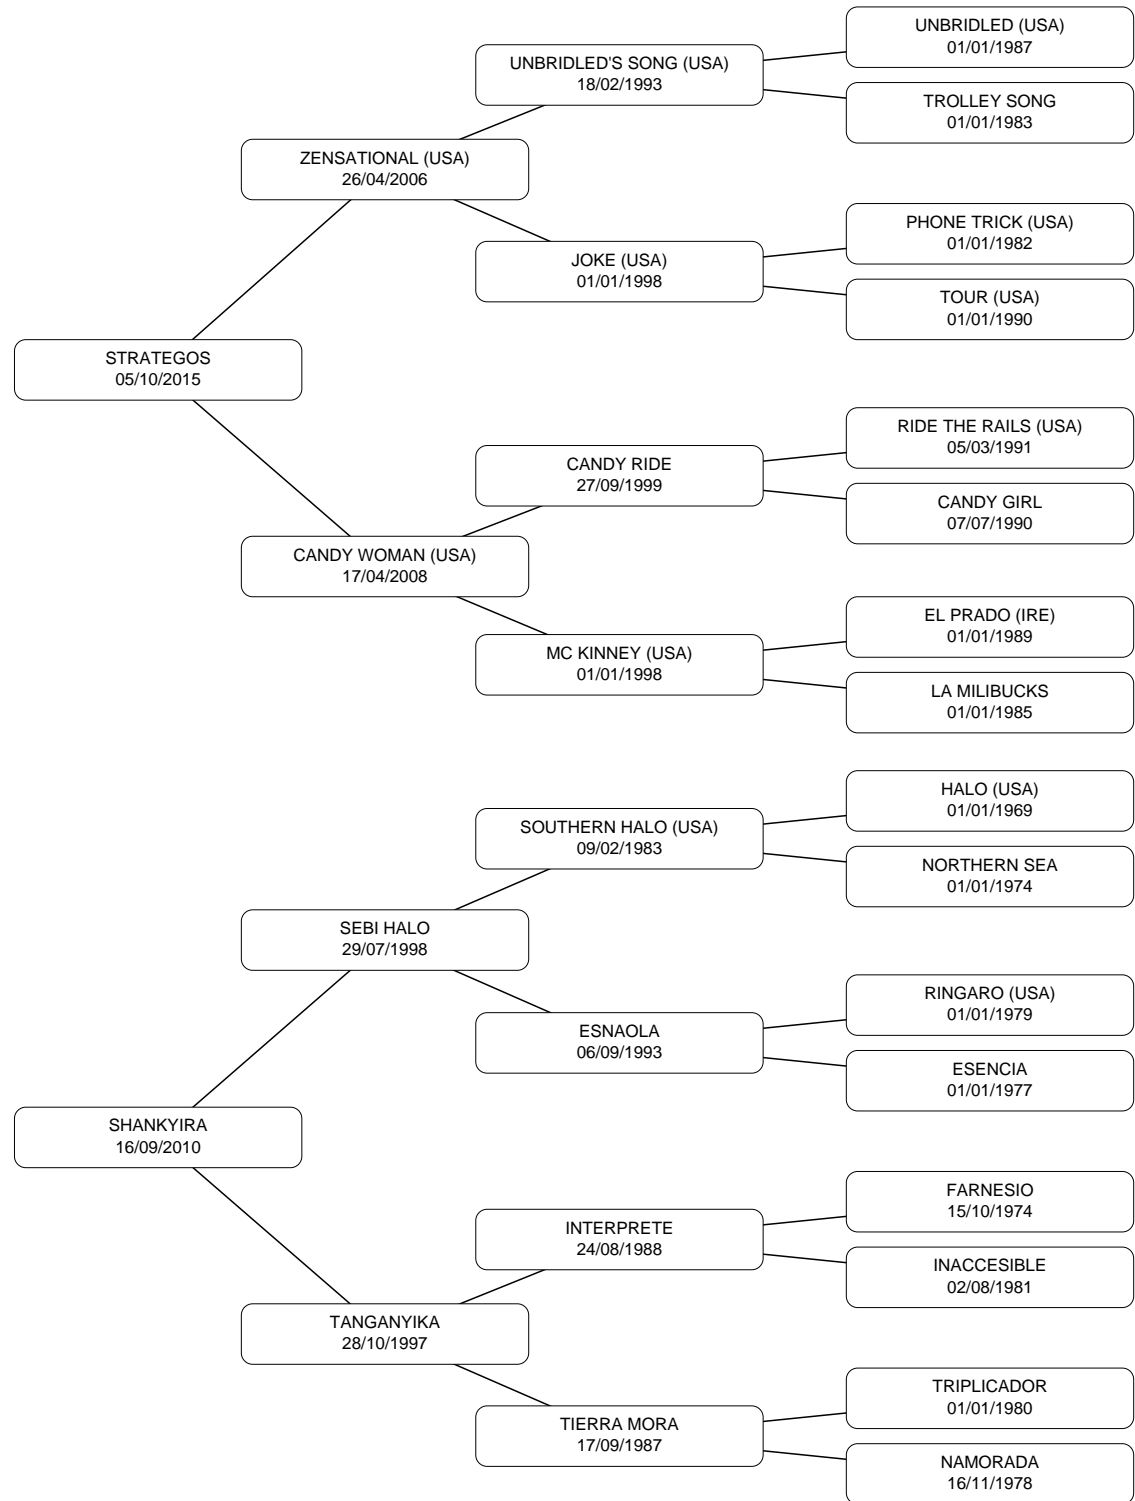 UNBRIDLED (USA)
01/01/1987
UNBRIDLED'S SONG (USA)
18/02/1993
TROLLEY SONG
01/01/1983
ZENSATIONAL (USA)
26/04/2006
PHONE TRICK (USA)
01/01/1982
JOKE (USA)
01/01/1998
TOUR (USA)
01/01/1990
STRATEGOS
05/10/2015
RIDE THE RAILS (USA)
05/03/1991
CANDY RIDE
27/09/1999
CANDY GIRL
07/07/1990
CANDY WOMAN (USA)
17/04/2008
EL PRADO (IRE)
01/01/1989
MC KINNEY (USA)
01/01/1998
LA MILIBUCKS
01/01/1985
HALO (USA)
01/01/1969
SOUTHERN HALO (USA)
09/02/1983
NORTHERN SEA
01/01/1974
SEBI HALO
29/07/1998
RINGARO (USA)
01/01/1979
ESNAOLA
06/09/1993
ESENCIA
01/01/1977
SHANKYIRA
16/09/2010
FARNESIO
15/10/1974
INTERPRETE
24/08/1988
INACCESIBLE
02/08/1981
TANGANYIKA
28/10/1997
TRIPLICADOR
01/01/1980
TIERRA MORA
17/09/1987
NAMORADA
16/11/1978